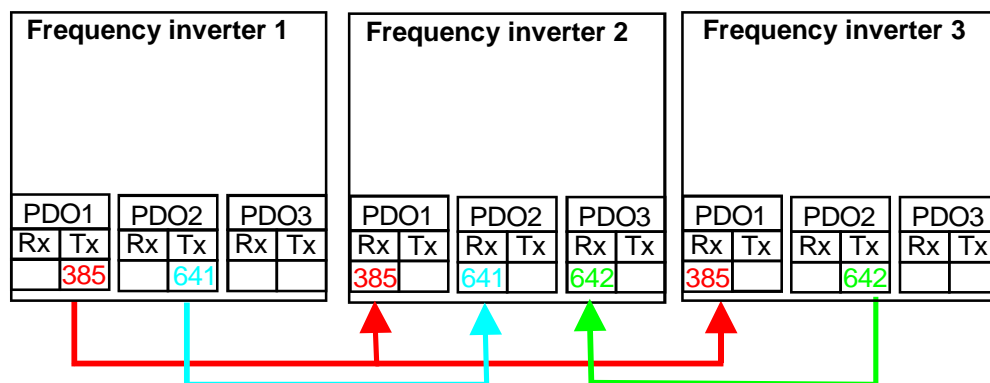 Frequency inverter 1
PDO1 PDO2 PDO3
Rx Tx Rx Tx Rx Tx
385 641
Frequency inverter 2
PDO1 PDO2 PDO3
Rx Tx Rx Tx Rx Tx
385 641 642
Frequency inverter 3
PDO1 PDO2 PDO3
Rx Tx Rx Tx Rx Tx
385 642